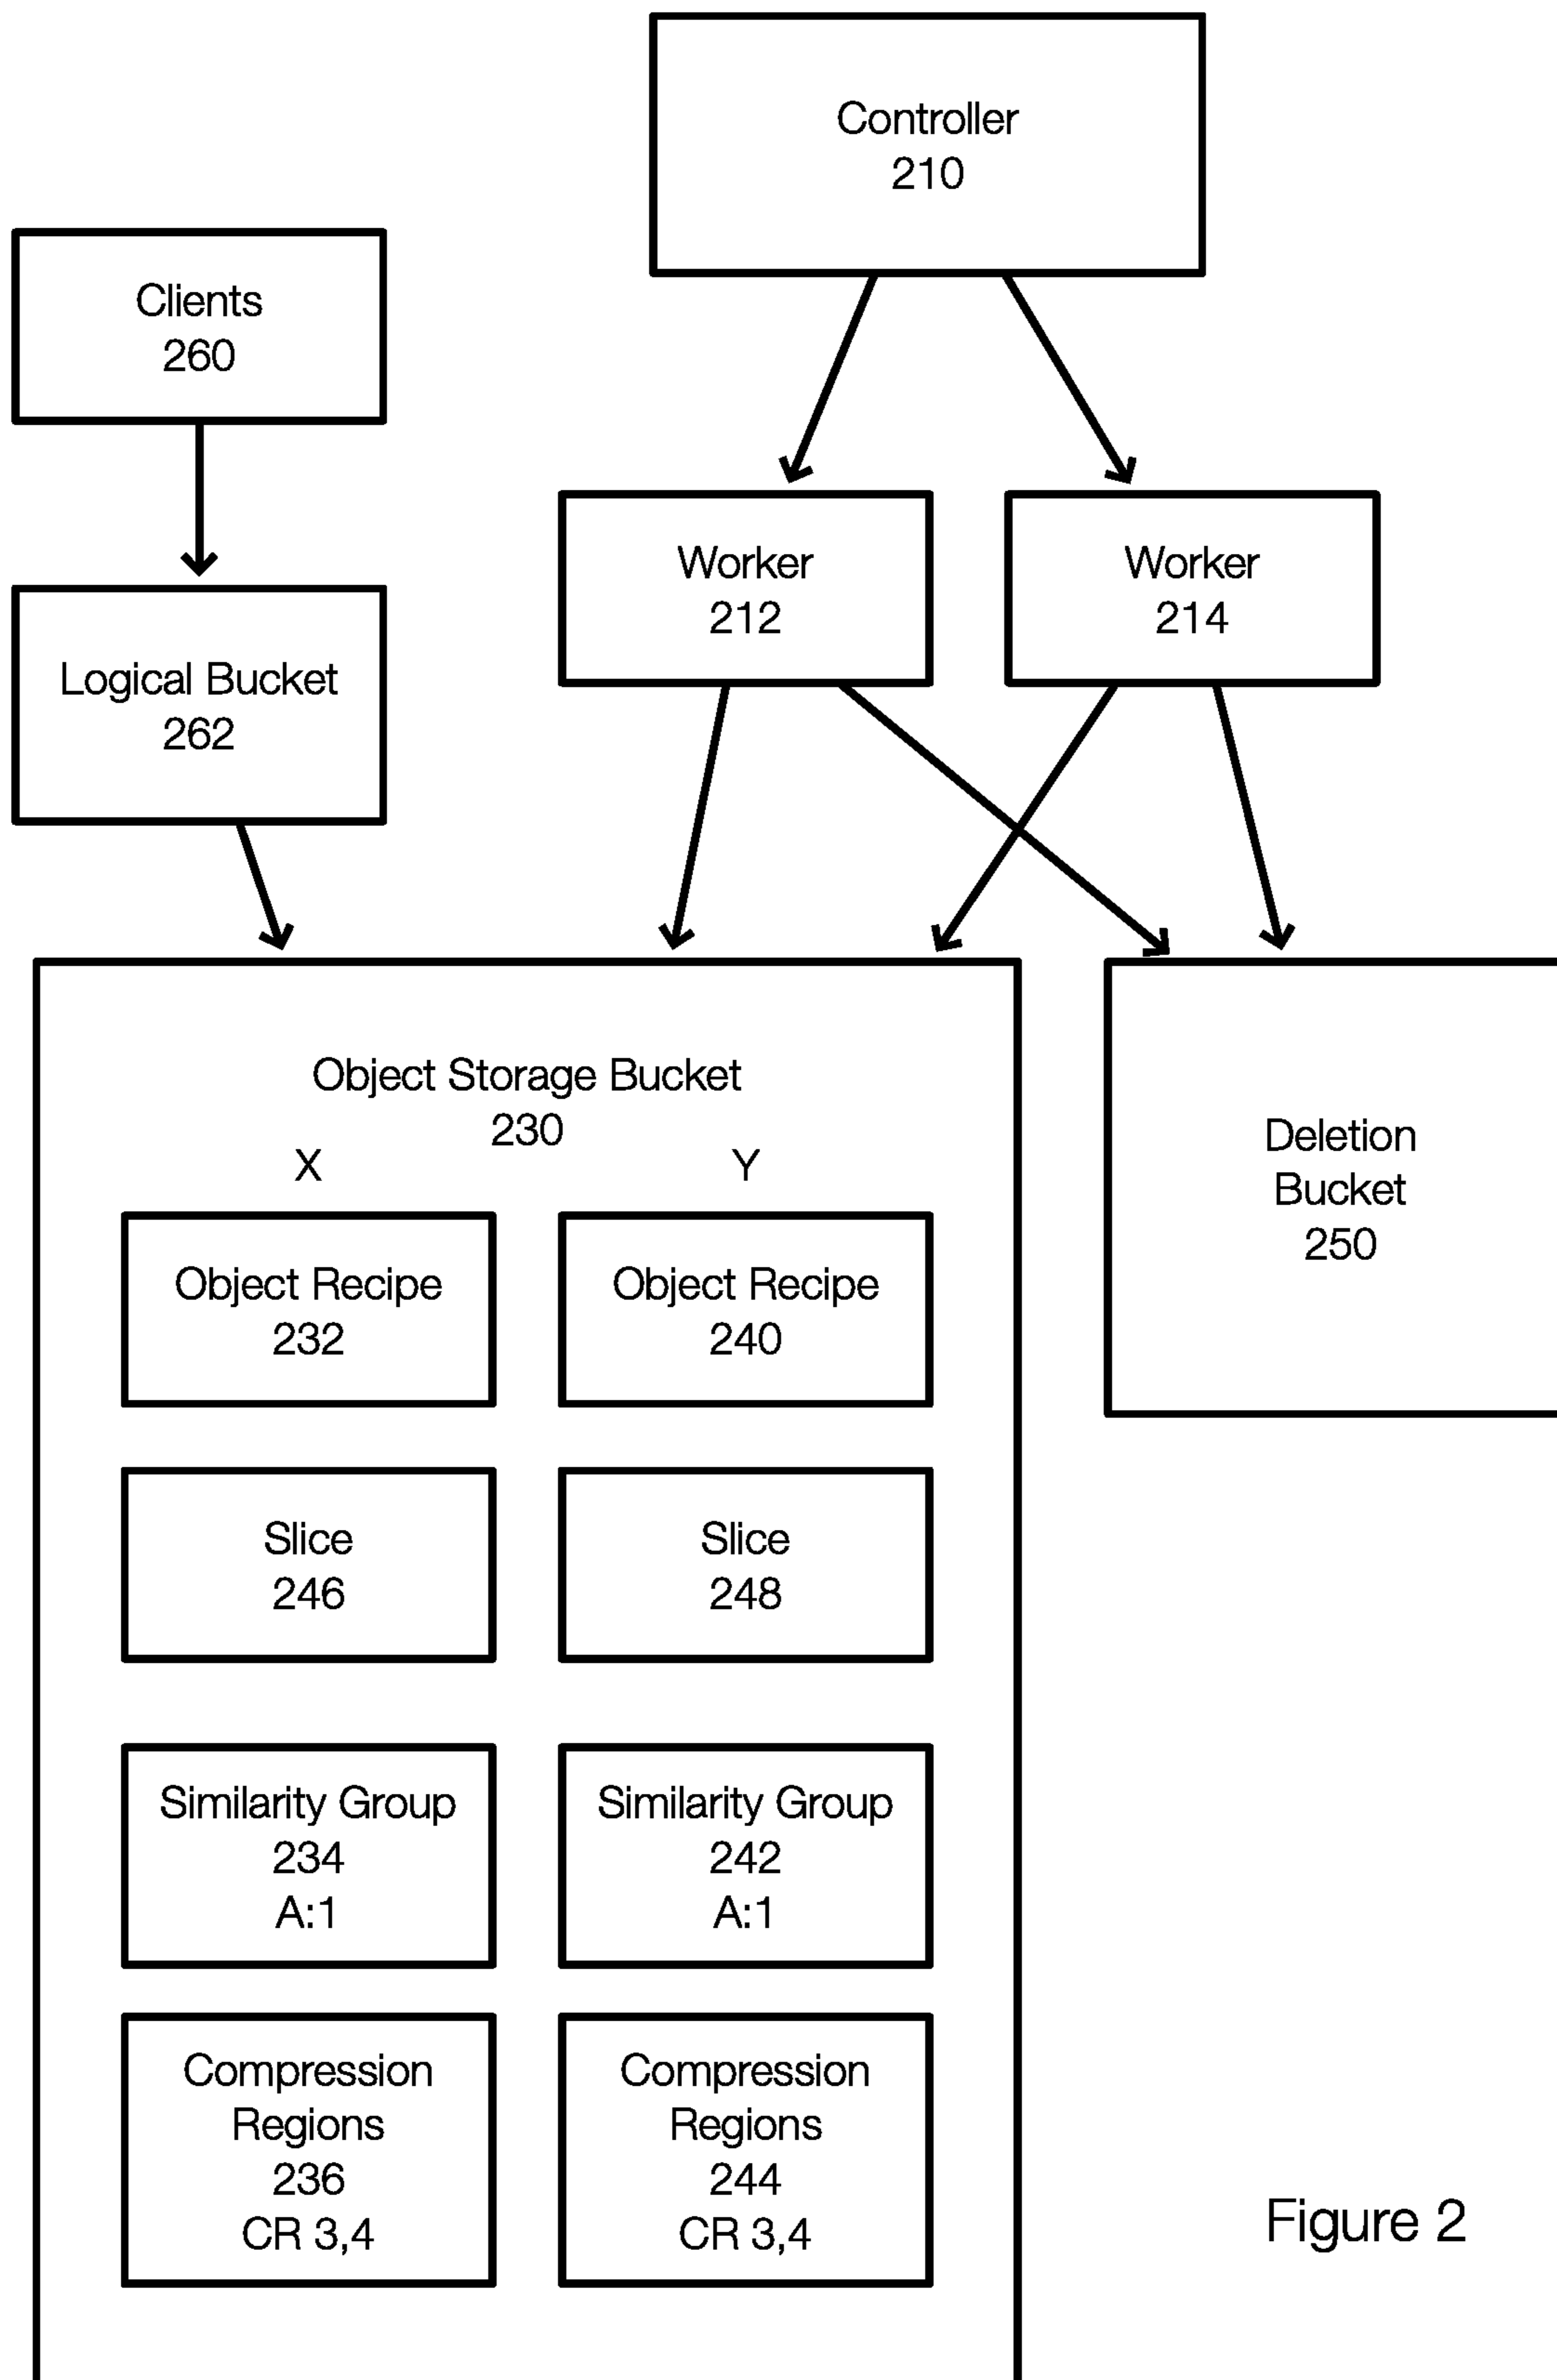 Controller
210
Clients
260
Worker
212
Worker
214
Logical Bucket
262
Object Storage Bucket
230
X
Y
Deletion
Bucket
250
Object Recipe
232
Object Recipe
240
Slice
246
Slice
248
Similarity Group
234
A:1
Similarity Group
242
A:1
Compression
Regions
236
CR 3,4
Compression
Regions
244
CR 3,4
Figure 2